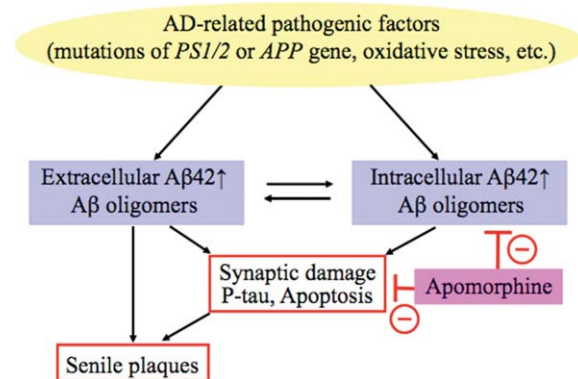 AD-related pathogenic factors
(mutations of PS1/2 or APP gene, oxidative stress, etc.)
Extracellular Aβ42↑
Aβ oligomers
Intracellular Aβ42↑
Aβ oligomers
Synaptic damage
P-tau, Apoptosis
Apomorphine
Senile plaques